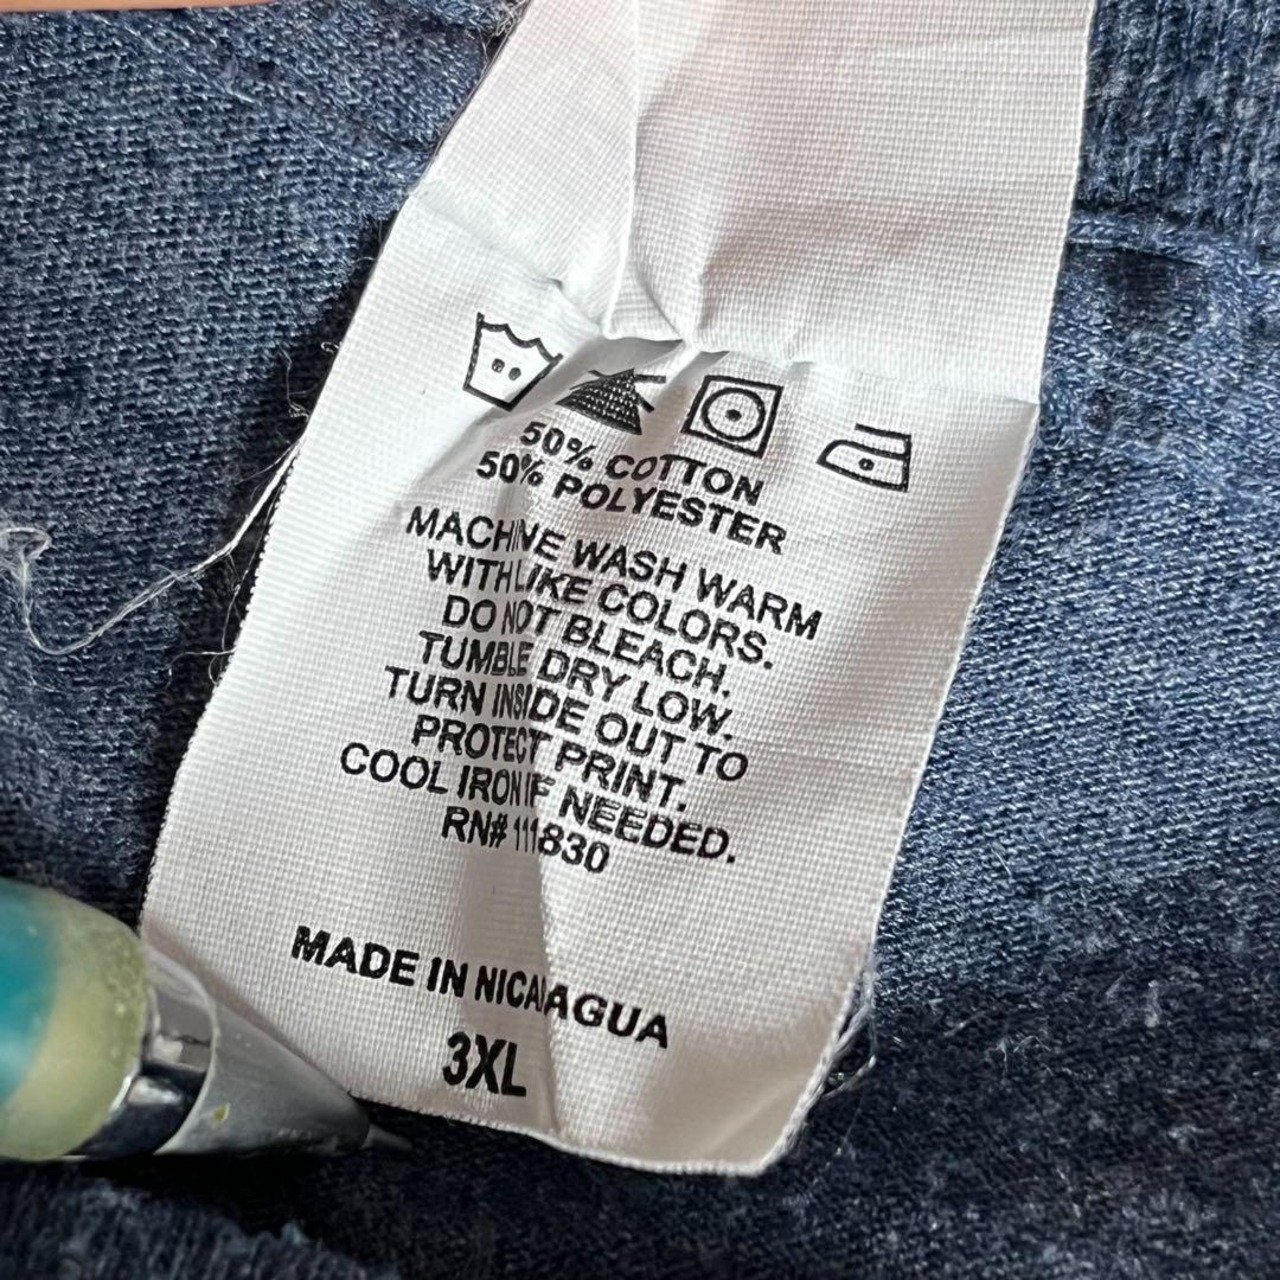 50% COTTON
50% POLYESTER
MACHINE WASH WARM
WITH LIKE COLORS.
DO NOT BLEACH.
TUMBLE DRY LOW.
TURN INSIDE OUT TO
PROTECT PRINT.
COOL IRON IF NEEDED.
RN# 111830
MADE IN NICARAGUA
3XL